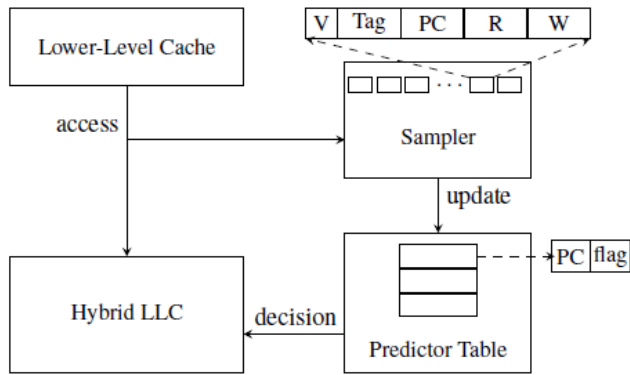 V Tag PC R W
Lower-Level Cache
access
...
Sampler
update
PC flag
Hybrid LLC
decision
Predictor Table